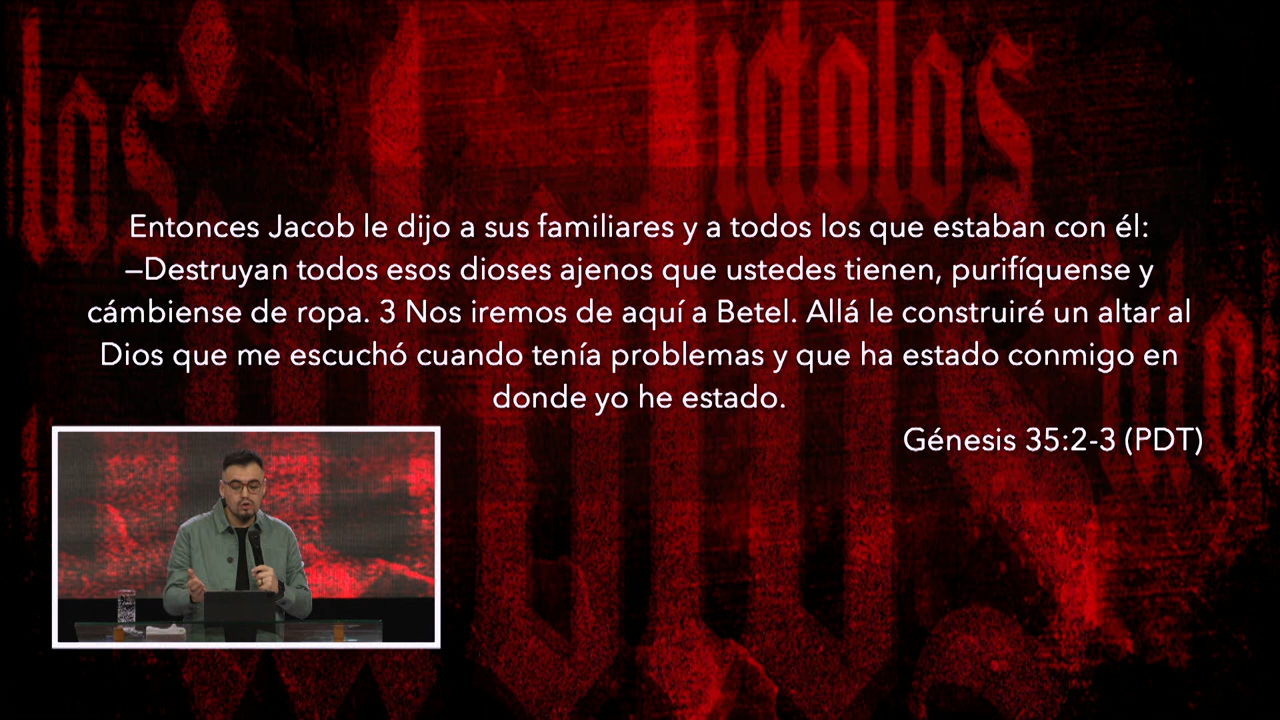 los
ídolos
Entonces Jacob le dijo a sus familiares y a todos los que estaban con él:
—Destruyan todos esos dioses ajenos que ustedes tienen, purifíquense y
cámbiense de ropa. 3 Nos iremos de aquí a Betel. Allá le construiré un altar al
Dios que me escuchó cuando tenía problemas y que ha estado conmigo en
donde yo he estado.
Génesis 35:2-3 (PDT)